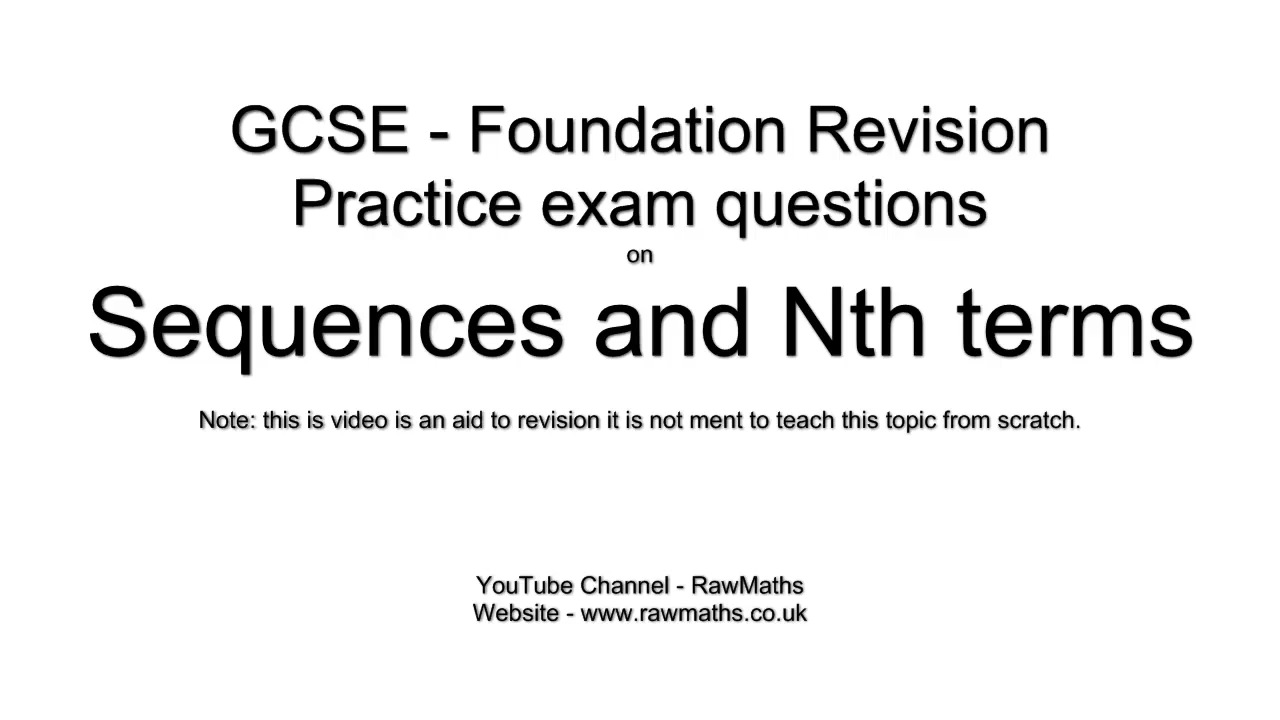 GCSE - Foundation Revision
Practice exam questions
on
Sequences and Nth terms
Note: this is video is an aid to revision it is not ment to teach this topic from scratch.
YouTube Channel - RawMaths
Website - www.rawmaths.co.uk